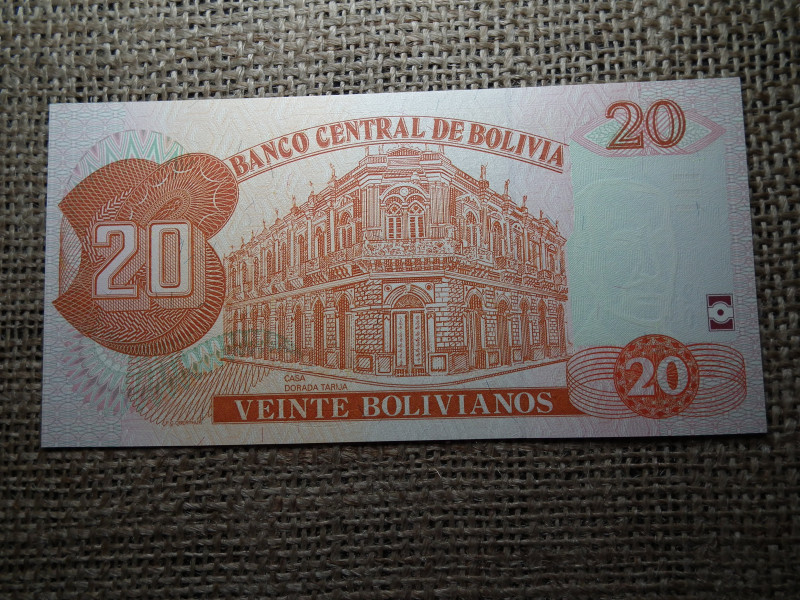 BANCO CENTRAL DE BOLIVIA
20
20
CASA
DORADA TARIJA
20
VEINTE BOLIVIANOS